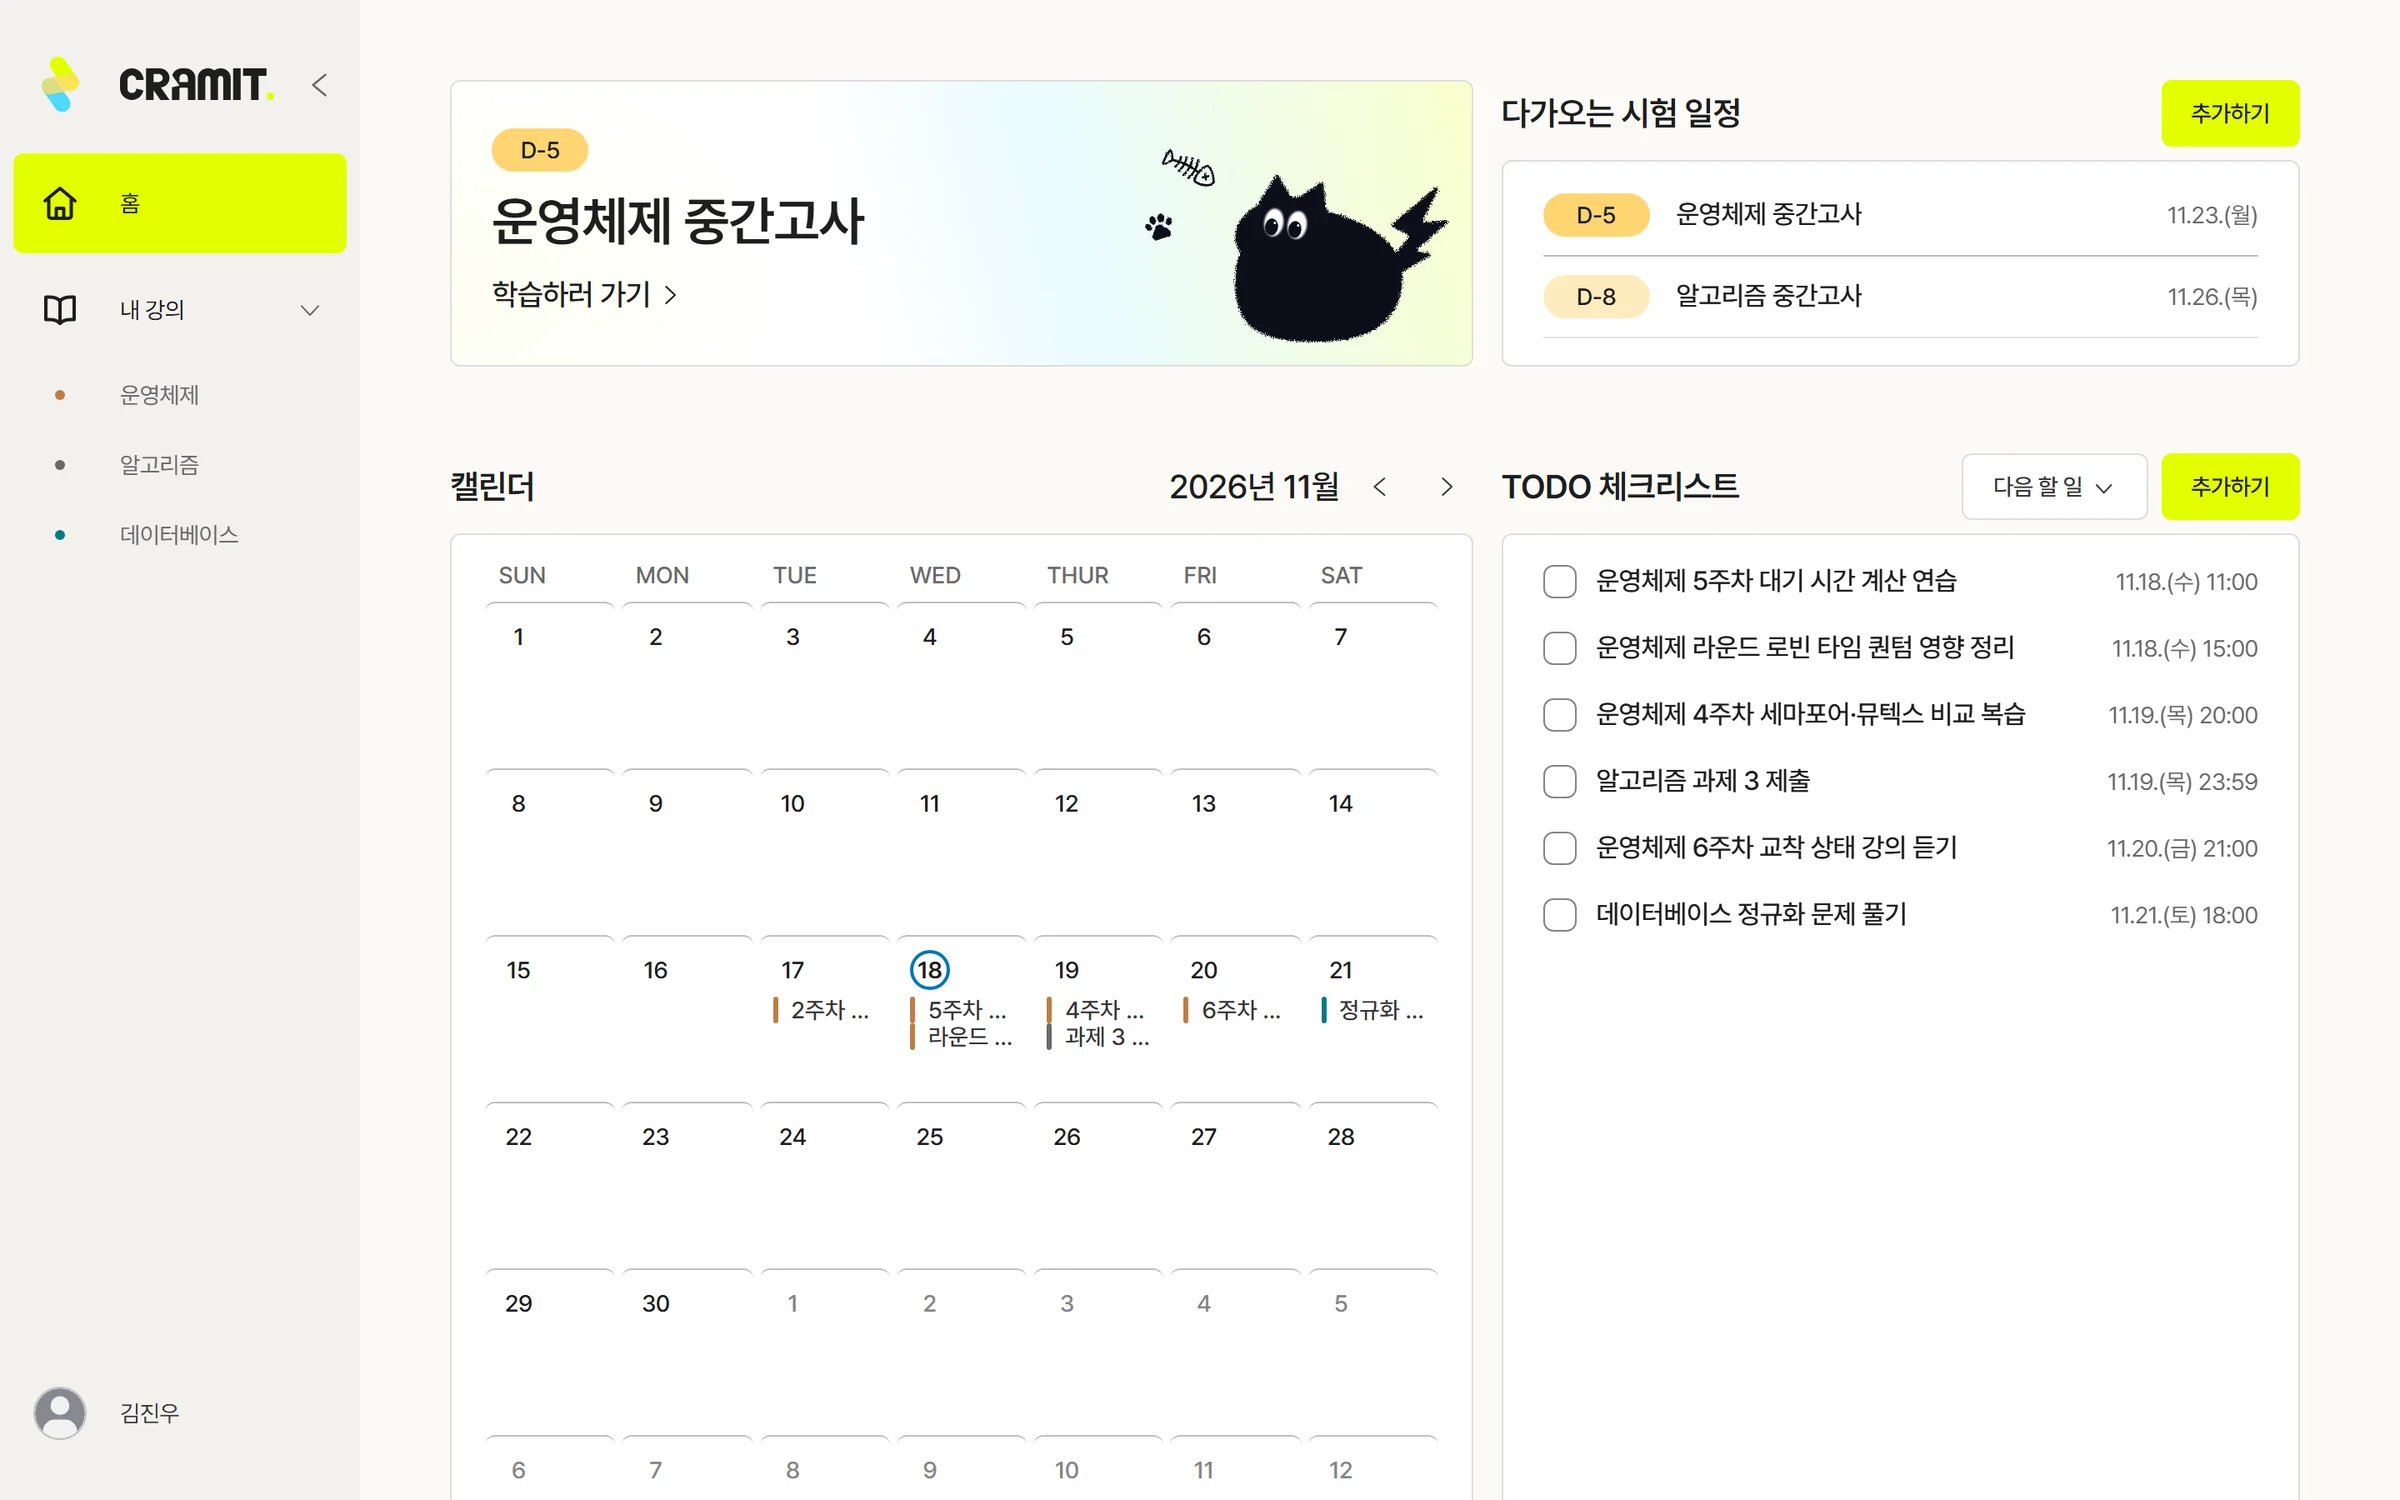 CRAMIT.
홈
내 강의
운영체제
알고리즘
데이터베이스
김진우
D-5
운영체제 중간고사
학습하러 가기
다가오는 시험 일정
추가하기
D-5 운영체제 중간고사 11.23.(월)
D-8 알고리즘 중간고사 11.26.(목)
캘린더
2026년 11월
SUN MON TUE WED THUR FRI SAT
1 2 3 4 5 6 7
8 9 10 11 12 13 14
15 16 17 18 19 20 21
2주차 ... 5주차 ... 4주차 ... 6주차 ... 정규화 ...
라운드 ... 과제 3 ...
22 23 24 25 26 27 28
29 30 1 2 3 4 5
6 7 8 9 10 11 12
TODO 체크리스트
다음 할 일
추가하기
운영체제 5주차 대기 시간 계산 연습 11.18.(수) 11:00
운영체제 라운드 로빈 타임 퀀텀 영향 정리 11.18.(수) 15:00
운영체제 4주차 세마포어·뮤텍스 비교 복습 11.19.(목) 20:00
알고리즘 과제 3 제출 11.19.(목) 23:59
운영체제 6주차 교착 상태 강의 듣기 11.20.(금) 21:00
데이터베이스 정규화 문제 풀기 11.21.(토) 18:00